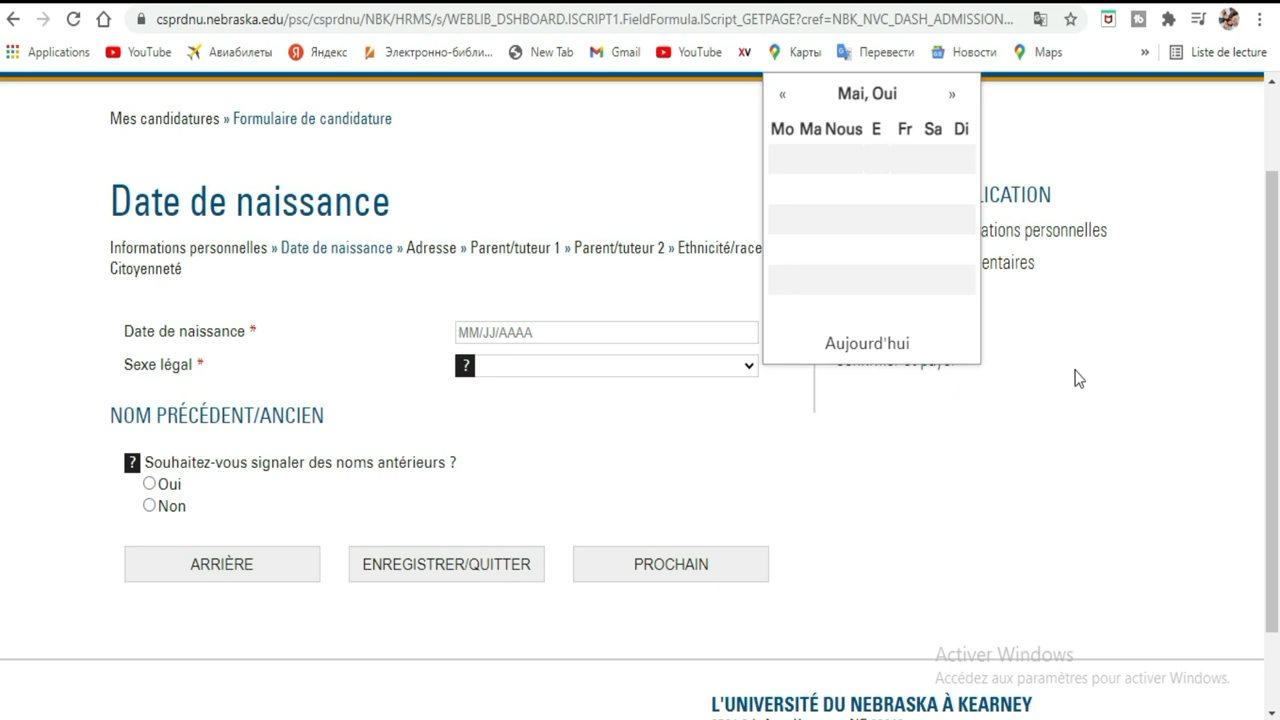 csprdnu.nebraska.edu/psc/csprdnu/NBK/HRMS/s/WEBLIB_DSHBOARD.ISCRIPT1.FieldFormula.IScript_GETPAGE?cref=NBK_NVC_DASH_ADMISSION...
Applications YouTube Авиабилеты Яндекс Электронно-библи... New Tab Gmail YouTube XV Карты Перевести Новости Maps » Liste de lecture
« Mai, Oui »
Mo Ma Nous E Fr Sa Di
Aujourd'hui
Mes candidatures » Formulaire de candidature
Date de naissance
LICATION
Informations personnelles » Date de naissance » Adresse » Parent/tuteur 1 » Parent/tuteur 2 » Ethnicité/race
Citoyenneté
ations personnelles
entaires
Date de naissance * MM/JJ/AAAA
Sexe légal * ?
NOM PRÉCÉDENT/ANCIEN
? Souhaitez-vous signaler des noms antérieurs ?
Oui
Non
ARRIÈRE ENREGISTRER/QUITTER PROCHAIN
Activer Windows
Accédez aux paramètres pour activer Windows.
L'UNIVERSITÉ DU NEBRASKA À KEARNEY